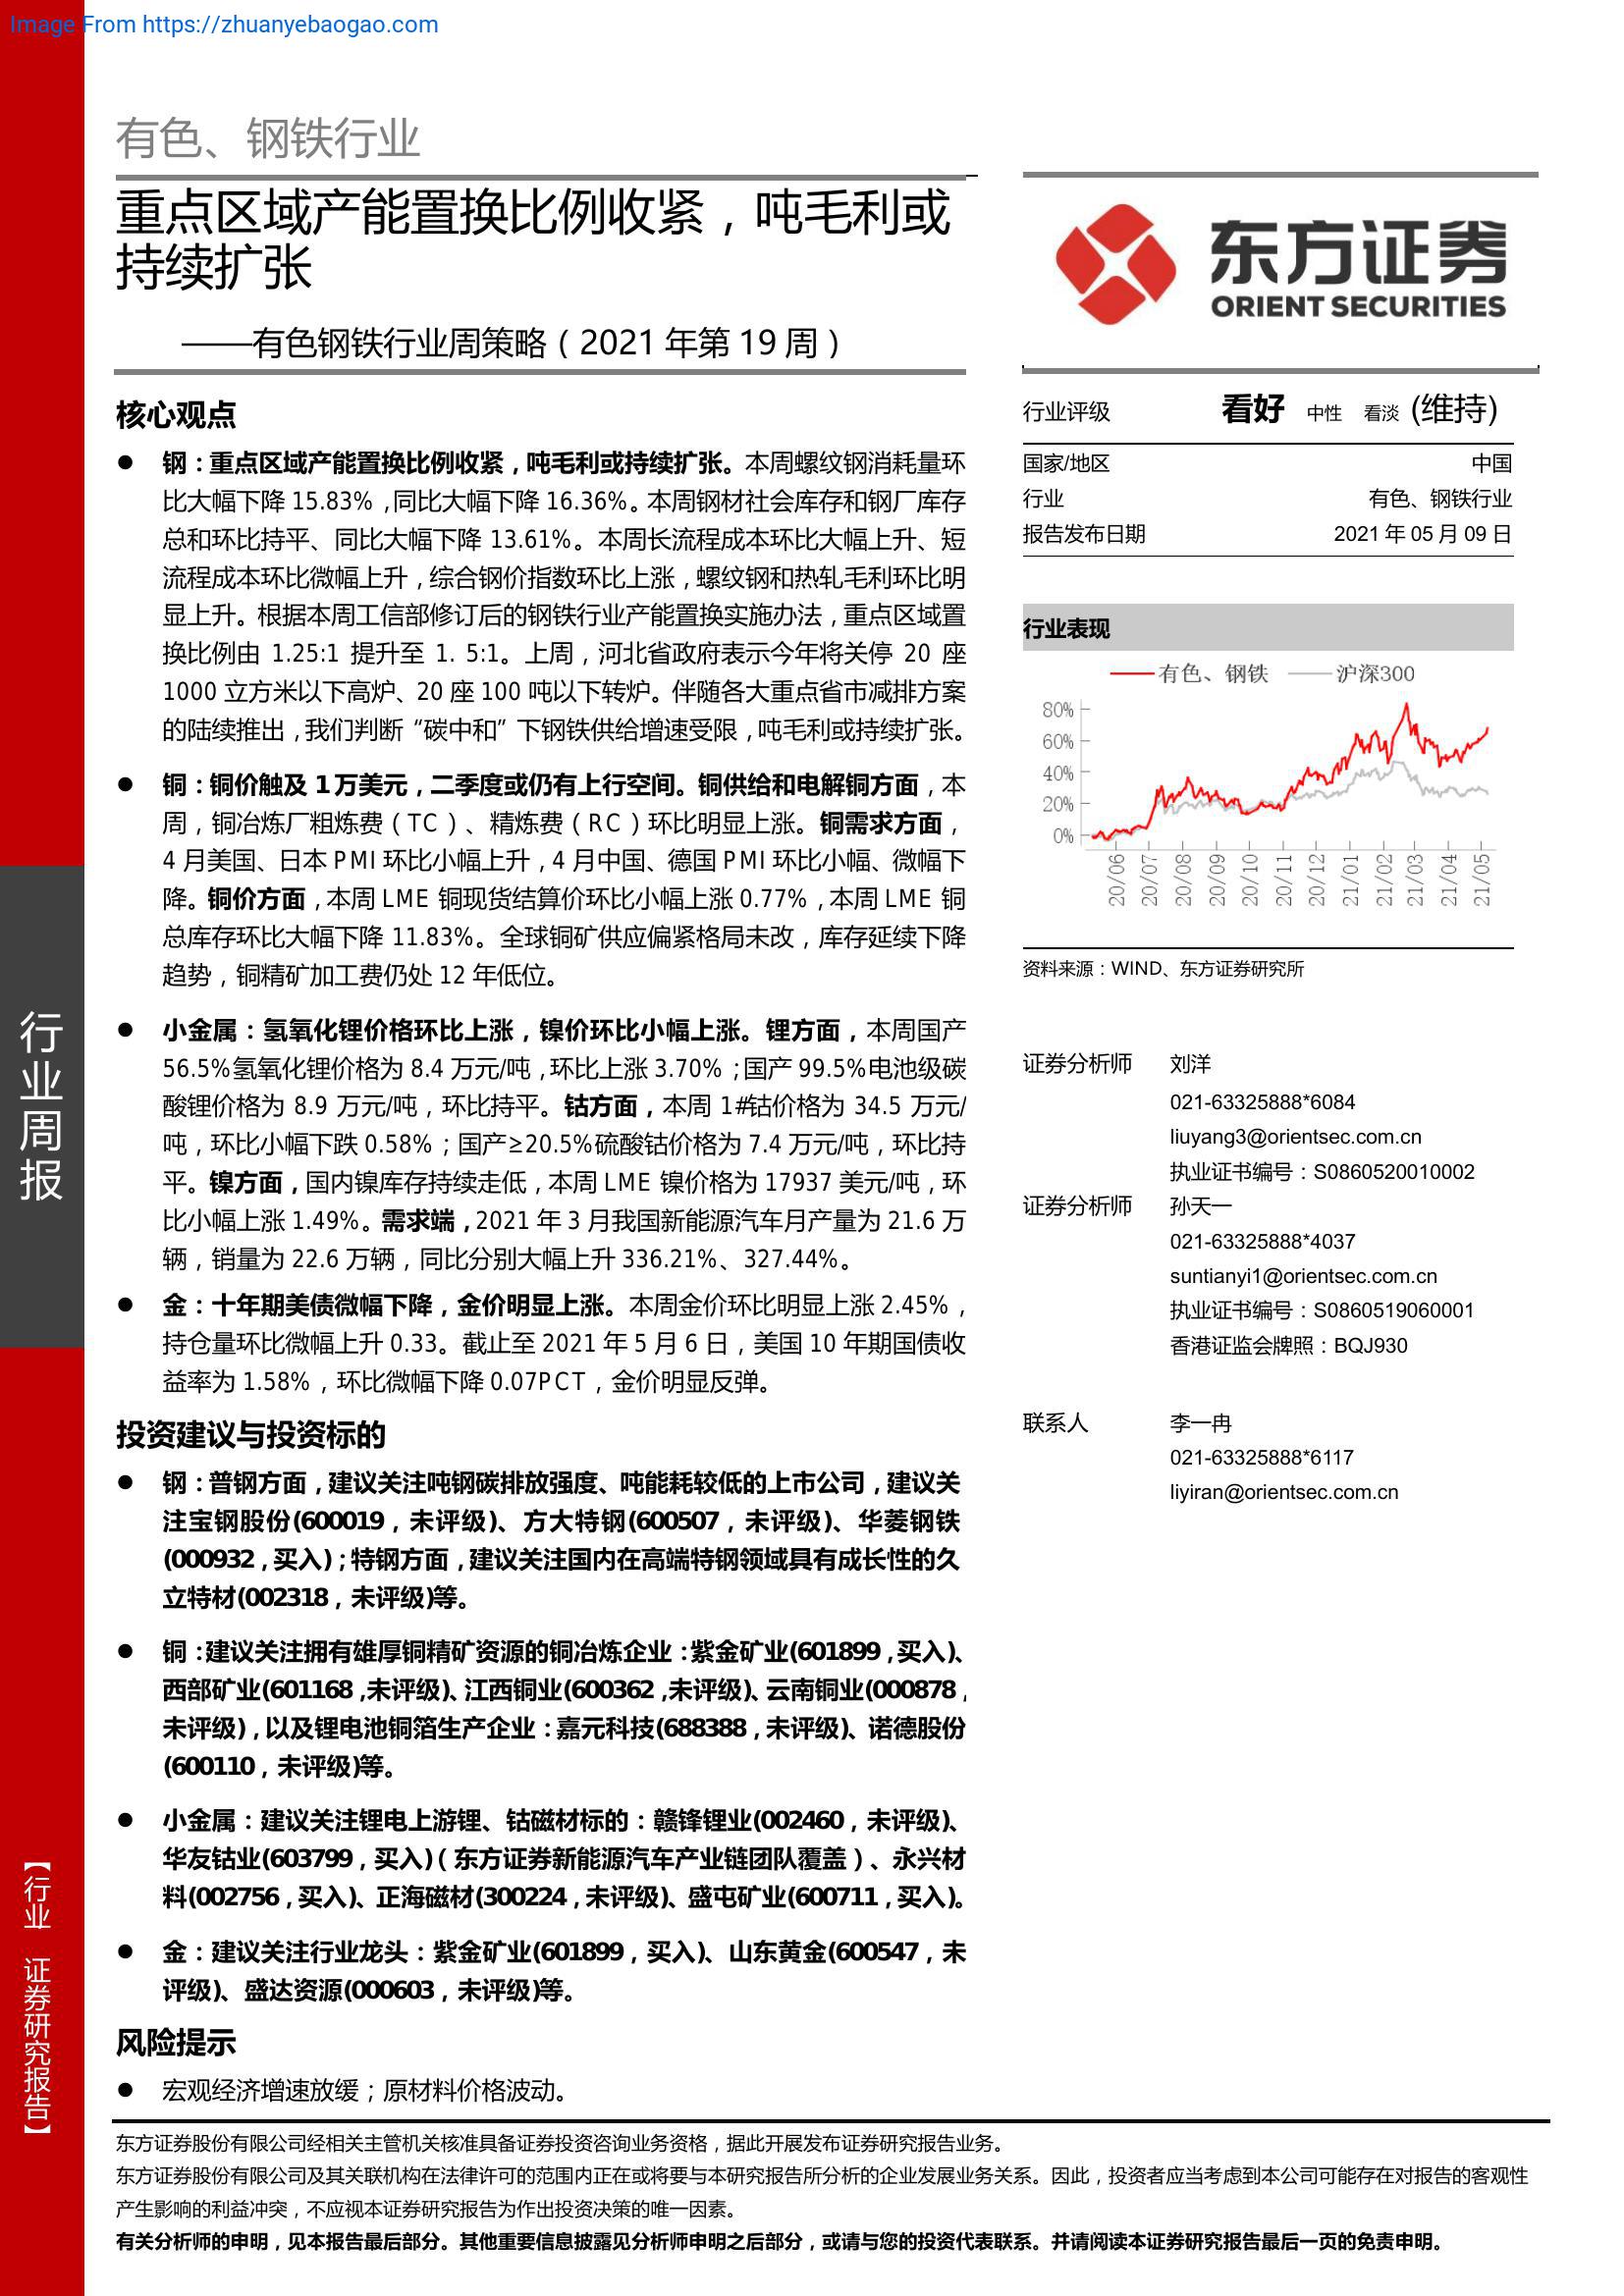 Image From https://zhuanyebaogao.com
有色、钢铁行业
重点区域产能置换比例收紧，吨毛利或
持续扩张
——有色钢铁行业周策略（2021 年第 19 周）
核心观点
● 钢：重点区域产能置换比例收紧，吨毛利或持续扩张。本周螺纹钢消耗量环
比大幅下降 15.83%，同比大幅下降 16.36%。本周钢材社会库存和钢厂库存
总和环比持平、同比大幅下降 13.61%。本周长流程成本环比大幅上升、短
流程成本环比微幅上升，综合钢价指数环比上涨，螺纹钢和热轧毛利环比明
显上升。根据本周工信部修订后的钢铁行业产能置换实施办法，重点区域置
换比例由 1.25:1 提升至 1. 5:1。上周，河北省政府表示今年将关停 20 座
1000 立方米以下高炉、20 座 100 吨以下转炉。伴随各大重点省市减排方案
的陆续推出，我们判断“碳中和”下钢铁供给增速受限，吨毛利或持续扩张。
● 铜：铜价触及 1 万美元，二季度或仍有上行空间。铜供给和电解铜方面，本
周，铜冶炼厂粗炼费（TC）、精炼费（RC）环比明显上涨。铜需求方面，
4 月美国、日本 PMI 环比小幅上升，4 月中国、德国 PMI 环比小幅、微幅下
降。铜价方面，本周 LME 铜现货结算价环比小幅上涨 0.77%，本周 LME 铜
总库存环比大幅下降 11.83%。全球铜矿供应偏紧格局未改，库存延续下降
趋势，铜精矿加工费仍处 12 年低位。
● 小金属：氢氧化锂价格环比上涨，镍价环比小幅上涨。锂方面，本周国产
56.5%氢氧化锂价格为 8.4 万元/吨，环比上涨 3.70%；国产 99.5%电池级碳
酸锂价格为 8.9 万元/吨，环比持平。钴方面，本周 1#钴价格为 34.5 万元/
吨，环比小幅下跌 0.58%；国产≥20.5%硫酸钴价格为 7.4 万元/吨，环比持
平。镍方面，国内镍库存持续走低，本周 LME 镍价格为 17937 美元/吨，环
比小幅上涨 1.49%。需求端，2021 年 3 月我国新能源汽车月产量为 21.6 万
辆，销量为 22.6 万辆，同比分别大幅上升 336.21%、327.44%。
● 金：十年期美债微幅下降，金价明显上涨。本周金价环比明显上涨 2.45%，
持仓量环比微幅上升 0.33。截止至 2021 年 5 月 6 日，美国 10 年期国债收
益率为 1.58%，环比微幅下降 0.07PCT，金价明显反弹。
投资建议与投资标的
● 钢：普钢方面，建议关注吨钢碳排放强度、吨能耗较低的上市公司，建议关
注宝钢股份(600019，未评级)、方大特钢(600507，未评级)、华菱钢铁
(000932，买入)；特钢方面，建议关注国内在高端特钢领域具有成长性的久
立特材(002318，未评级)等。
● 铜：建议关注拥有雄厚铜精矿资源的铜冶炼企业：紫金矿业(601899，买入)、
西部矿业(601168，未评级)、江西铜业(600362，未评级)、云南铜业(000878，
未评级)，以及锂电池铜箔生产企业：嘉元科技(688388，未评级)、诺德股份
(600110，未评级)等。
● 小金属：建议关注锂电上游锂、钴磁材标的：赣锋锂业(002460，未评级)、
华友钴业(603799，买入)（东方证券新能源汽车产业链团队覆盖）、永兴材
料(002756，买入)、正海磁材(300224，未评级)、盛屯矿业(600711，买入)。
● 金：建议关注行业龙头：紫金矿业(601899，买入)、山东黄金(600547，未
评级)、盛达资源(000603，未评级)等。
风险提示
● 宏观经济增速放缓；原材料价格波动。
东方证券
ORIENT SECURITIES
行业评级 看好 中性 看淡 (维持)
国家/地区 中国
行业 有色、钢铁行业
报告发布日期 2021 年 05 月 09 日
行业表现
有色、钢铁 沪深300
80%
60%
40%
20%
0%
20/06 20/07 20/08 20/09 20/10 20/11 20/12 21/01 21/02 21/03 21/04 21/05
资料来源：WIND、东方证券研究所
证券分析师 刘洋
021-63325888*6084
liuyang3@orientsec.com.cn
执业证书编号：S0860520010002
证券分析师 孙天一
021-63325888*4037
suntianyi1@orientsec.com.cn
执业证书编号：S0860519060001
香港证监会牌照：BQJ930
联系人 李一冉
021-63325888*6117
liyiran@orientsec.com.cn
行业周报
【行业 证券研究报告】
东方证券股份有限公司经相关主管机关核准具备证券投资咨询业务资格，据此开展发布证券研究报告业务。
东方证券股份有限公司及其关联机构在法律许可的范围内正在或将要与本研究报告所分析的企业发展业务关系。因此，投资者应当考虑到本公司可能存在对报告的客观性
产生影响的利益冲突，不应视本证券研究报告为作出投资决策的唯一因素。
有关分析师的申明，见本报告最后部分。其他重要信息披露见分析师申明之后部分，或请与您的投资代表联系。并请阅读本证券研究报告最后一页的免责申明。